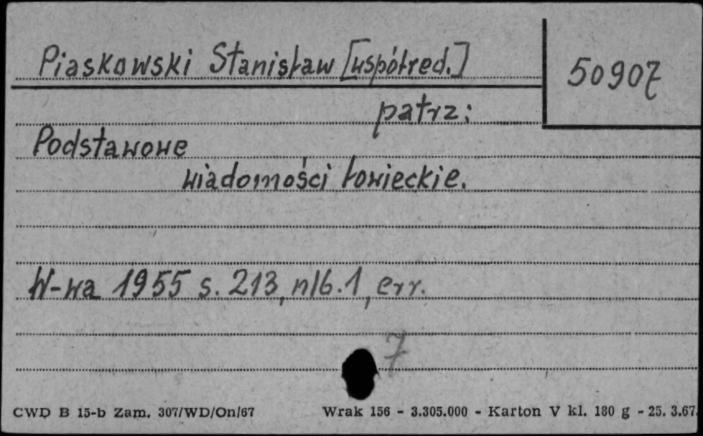 Piaskowski Stanisław [współred.]
50907
patrz:
Podstawowe
wiadomości łowieckie.
W-wa 1955 s. 213, nlb. 1, err.
7
CWD B 15-b Zam. 307/WD/On/67 Wrak 156 - 3.305.000 - Karton V kl. 180 g - 25. 3.67.